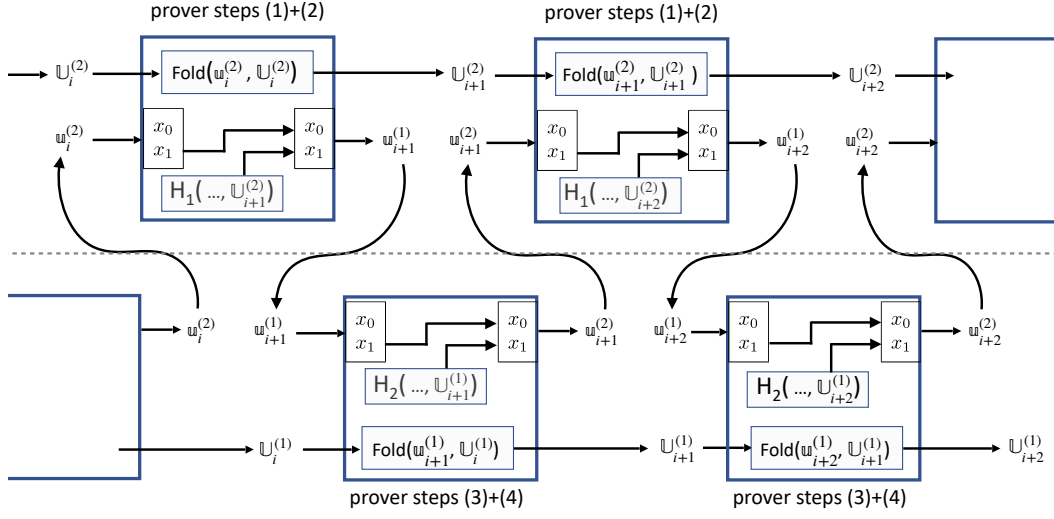 prover steps (1)+(2) prover steps (1)+(2)
𝕌_i^(2) Fold(𝕦_i^(2), 𝕌_i^(2)) 𝕌_{i+1}^(2) Fold(𝕦_{i+1}^(2), 𝕌_{i+1}^(2)) 𝕌_{i+2}^(2)
x_0 x_0 x_0 x_0
𝕦_i^(2) 𝕦_{i+1}^(1) 𝕦_{i+1}^(2) 𝕦_{i+2}^(1) 𝕦_{i+2}^(2)
x_1 x_1 x_1 x_1
H_1( ..., 𝕌_{i+1}^(2)) H_1( ..., 𝕌_{i+2}^(2))
x_0 x_0 x_0 x_0
𝕦_i^(2) 𝕦_{i+1}^(1) 𝕦_{i+1}^(2) 𝕦_{i+2}^(1) 𝕦_{i+2}^(2)
x_1 x_1 x_1 x_1
H_2( ..., 𝕌_{i+1}^(1)) H_2( ..., 𝕌_{i+2}^(1))
𝕌_i^(1) Fold(𝕦_{i+1}^(1), 𝕌_i^(1)) 𝕌_{i+1}^(1) Fold(𝕦_{i+2}^(1), 𝕌_{i+1}^(1)) 𝕌_{i+2}^(1)
prover steps (3)+(4) prover steps (3)+(4)